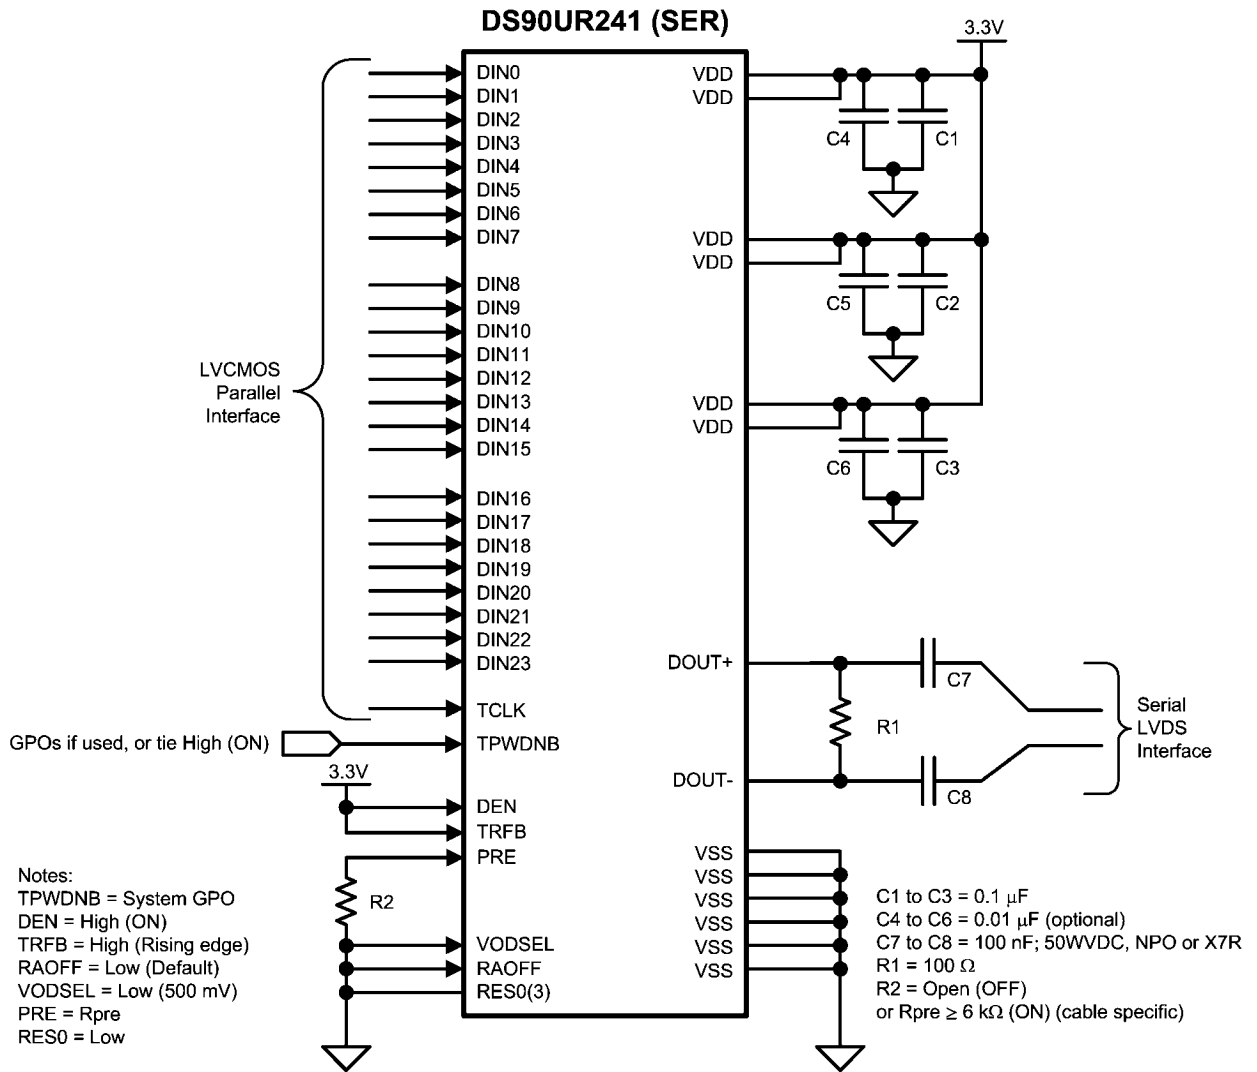 DS90UR241 (SER)
3.3V
DIN0
DIN1
DIN2
DIN3
DIN4
DIN5
DIN6
DIN7
DIN8
DIN9
DIN10
DIN11
DIN12
DIN13
DIN14
DIN15
DIN16
DIN17
DIN18
DIN19
DIN20
DIN21
DIN22
DIN23
TCLK
TPWDNB
DEN
TRFB
PRE
VODSEL
RAOFF
RES0(3)
LVCMOS
Parallel
Interface
GPOs if used, or tie High (ON)
3.3V
R2
VDD
VDD
C4
C1
VDD
VDD
C5
C2
VDD
VDD
C6
C3
DOUT+
C7
R1
DOUT-
C8
Serial
LVDS
Interface
VSS
VSS
VSS
VSS
VSS
VSS
Notes:
TPWDNB = System GPO
DEN = High (ON)
TRFB = High (Rising edge)
RAOFF = Low (Default)
VODSEL = Low (500 mV)
PRE = Rpre
RES0 = Low
C1 to C3 = 0.1 µF
C4 to C6 = 0.01 µF (optional)
C7 to C8 = 100 nF; 50WVDC, NPO or X7R
R1 = 100 Ω
R2 = Open (OFF)
or Rpre ≥ 6 kΩ (ON) (cable specific)